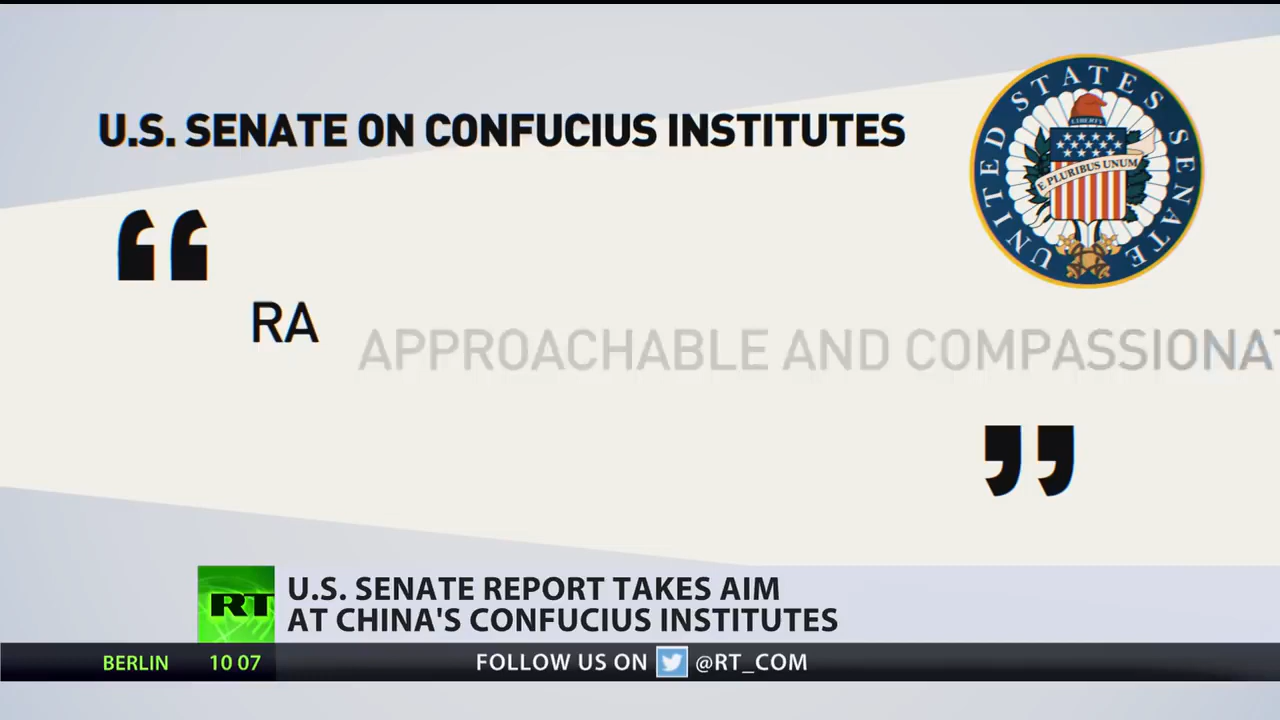 U.S. SENATE ON CONFUCIUS INSTITUTES
UNITED STATES SENATE
LIBERTY
E PLURIBUS UNUM
“
RA
APPROACHABLE AND COMPASSIONAT
”
RT
U.S. SENATE REPORT TAKES AIM
AT CHINA'S CONFUCIUS INSTITUTES
BERLIN 10 07
FOLLOW US ON @RT_COM